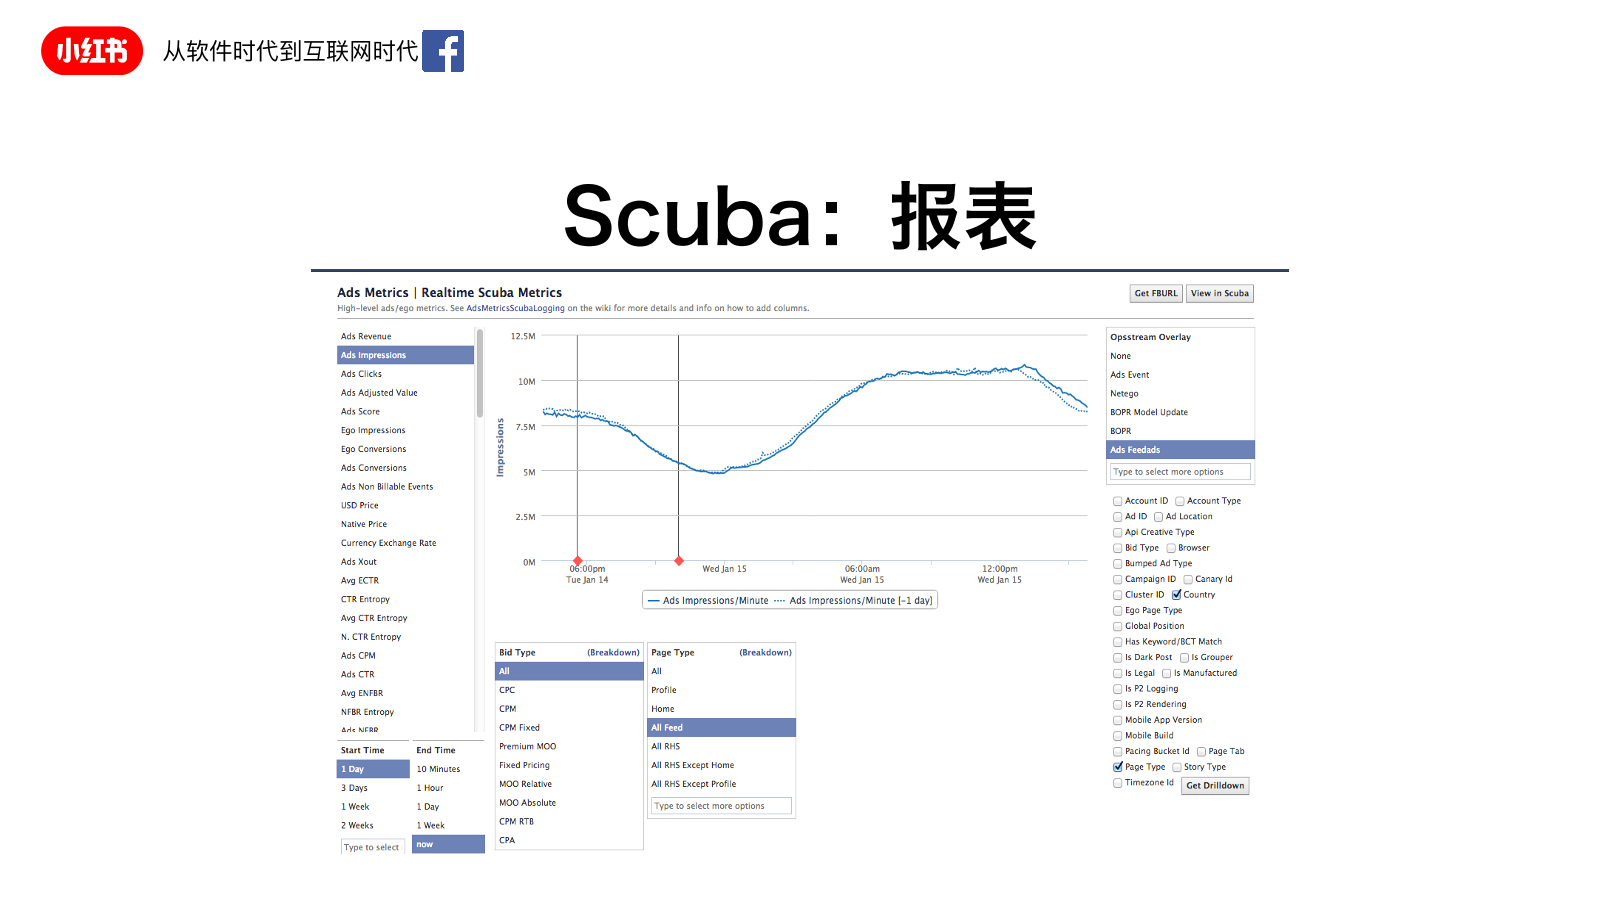 小红书 从软件时代到互联网时代 f
Scuba：报表
Ads Metrics | Realtime Scuba Metrics
High-level ads/ego metrics. See AdsMetricsScubaLogging on the wiki for more details and info on how to add columns.
Get FBURL View in Scuba
Ads Revenue
Ads Impressions
Ads Clicks
Ads Adjusted Value
Ads Score
Ego Impressions
Ego Conversions
Ads Conversions
Ads Non Billable Events
USD Price
Native Price
Currency Exchange Rate
Ads Xout
Avg ECTR
CTR Entropy
Avg CTR Entropy
N. CTR Entropy
Ads CPM
Ads CTR
Avg ENFBR
NFBR Entropy
Ads NFBR
Start Time
1 Day
3 Days
1 Week
2 Weeks
Type to select
End Time
10 Minutes
1 Hour
1 Day
1 Week
now
Impressions
12.5M
10M
7.5M
5M
2.5M
0M
06:00pm
Tue Jan 14
Wed Jan 15
06:00am
Wed Jan 15
12:00pm
Wed Jan 15
Ads Impressions/Minute Ads Impressions/Minute [-1 day]
Bid Type (Breakdown)
All
CPC
CPM
CPM Fixed
Premium MOO
Fixed Pricing
MOO Relative
MOO Absolute
CPM RTB
CPA
Page Type (Breakdown)
All
Profile
Home
All Feed
All RHS
All RHS Except Home
All RHS Except Profile
Type to select more options
Opsstream Overlay
None
Ads Event
Netego
BOPR Model Update
BOPR
Ads Feedads
Type to select more options
Account ID Account Type
Ad ID Ad Location
Api Creative Type
Bid Type Browser
Bumped Ad Type
Campaign ID Canary Id
Cluster ID Country
Ego Page Type
Global Position
Has Keyword/BCT Match
Is Dark Post Is Grouper
Is Legal Is Manufactured
Is P2 Logging
Is P2 Rendering
Mobile App Version
Mobile Build
Pacing Bucket Id Page Tab
Page Type Story Type
Timezone Id Get Drilldown